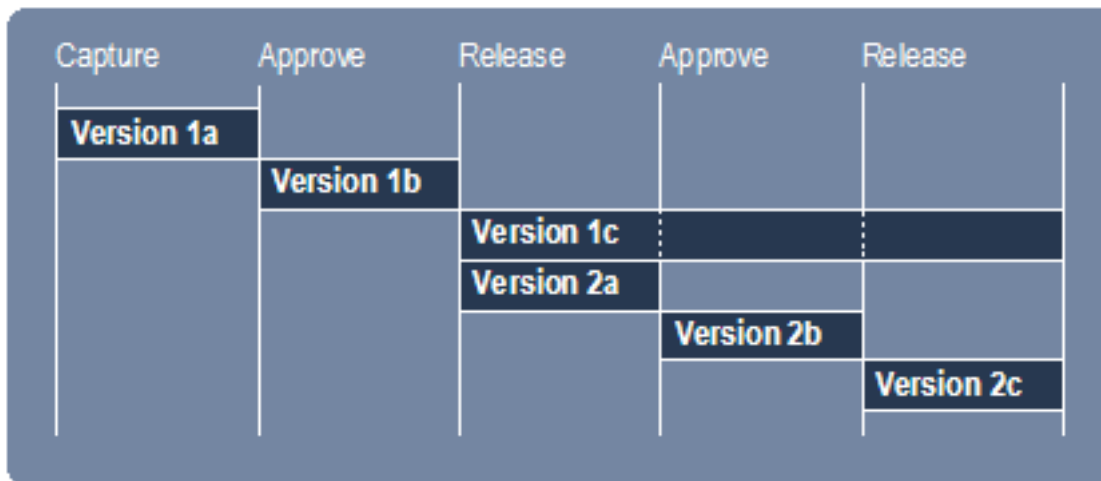 Capture Approve Release Approve Release
Version 1a
Version 1b
Version 1c
Version 2a
Version 2b
Version 2c